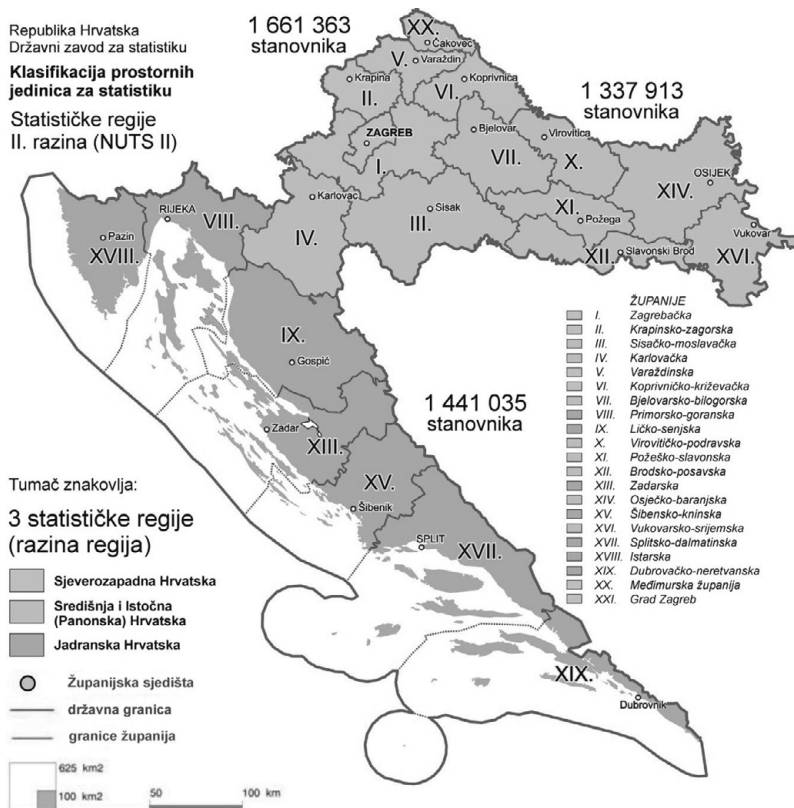 Republika Hrvatska
Državni zavod za statistiku
Klasifikacija prostornih
jedinica za statistiku
Statističke regije
II. razina (NUTS II)
1 661 363
stanovnika
1 337 913
stanovnika
1 441 035
stanovnika
XX.
Čakovec
V.
Varaždin
Krapina
II.
VI.
Koprivnica
ZAGREB
I.
Bjelovar
VII.
Virovitica
X.
OSIJEK
XIV.
Karlovac
IV.
Sisak
III.
XI.
Požega
Vukovar
XVI.
XII.
Slavonski Brod
RIJEKA
VIII.
Pazin
XVIII.
IX.
Gospić
Zadar
XIII.
XV.
Šibenik
SPLIT
XVII.
XIX.
Dubrovnik
ŽUPANIJE
I. Zagrebačka
II. Krapinsko-zagorska
III. Sisačko-moslavačka
IV. Karlovačka
V. Varaždinska
VI. Koprivničko-križevačka
VII. Bjelovarsko-bilogorska
VIII. Primorsko-goranska
IX. Ličko-senjska
X. Virovitičko-podravska
XI. Požeško-slavonska
XII. Brodsko-posavska
XIII. Zadarska
XIV. Osječko-baranjska
XV. Šibensko-kninska
XVI. Vukovarsko-srijemska
XVII. Splitsko-dalmatinska
XVIII. Istarska
XIX. Dubrovačko-neretvanska
XX. Međimurska županija
XXI. Grad Zagreb
Tumač znakovlja:
3 statističke regije
(razina regija)
Sjeverozapadna Hrvatska
Središnja i Istočna
(Panonska) Hrvatska
Jadranska Hrvatska
Županijska sjedišta
državna granica
granice županija
625 km2
100 km2
50
100 km